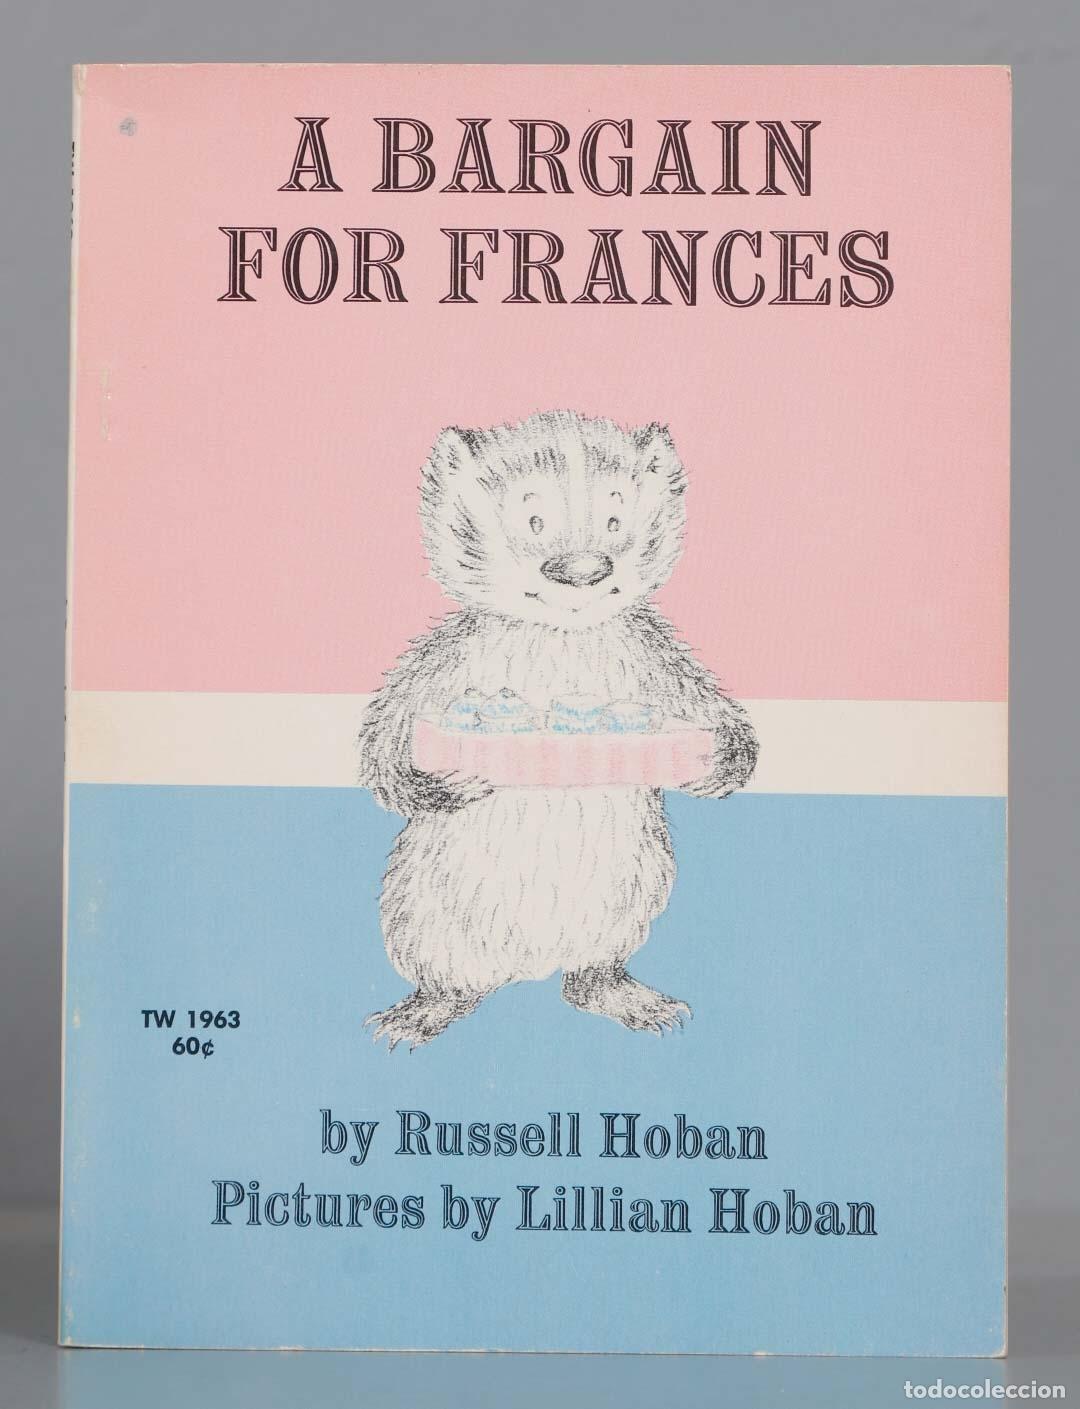 A BARGAIN
FOR FRANCES
TW 1963
60¢
by Russell Hoban
Pictures by Lillian Hoban
todocoleccion